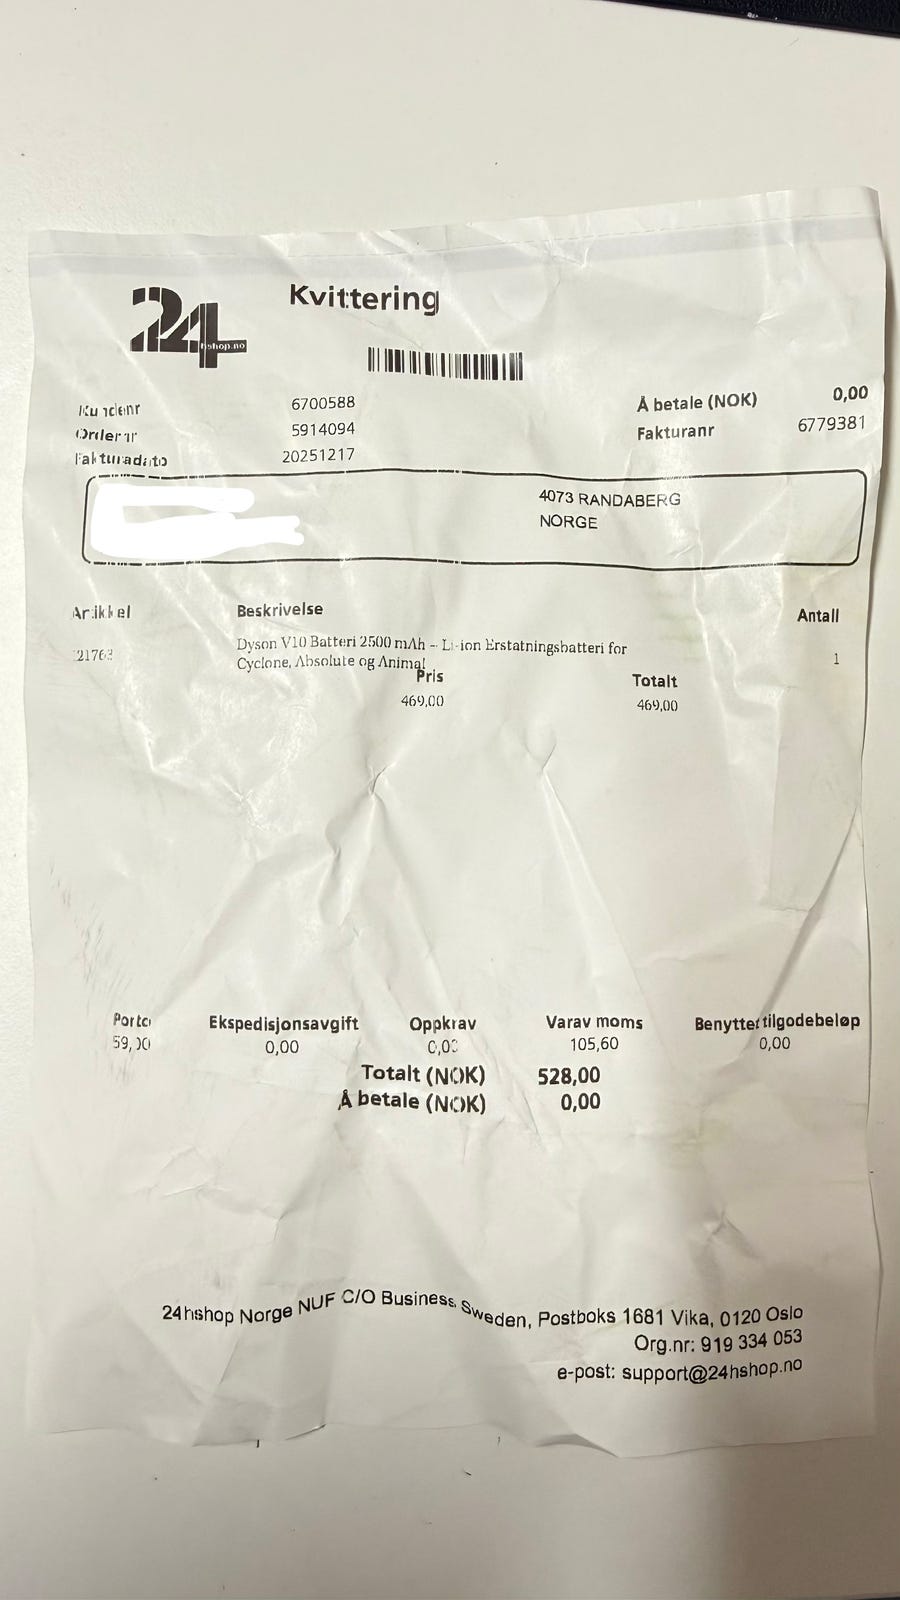 24
hshop.no
Kvittering
Kundenr 6700588
Ordernr 5914094
Fakturadato 20251217
Å betale (NOK) 0,00
Fakturanr 6779381
4073 RANDABERG
NORGE
Artikkel Beskrivelse Antall
Dyson V10 Batteri 2500 mAh - Li-ion Erstatningsbatteri for
Cyclone, Absolute og Animal
1
Pris Totalt
469,00 469,00
Porto Ekspedisjonsavgift Oppkrav Varav moms Benyttet tilgodebeløp
59,00 0,00 0,00 105,60 0,00
Totalt (NOK) 528,00
Å betale (NOK) 0,00
24hshop Norge NUF C/O Business Sweden, Postboks 1681 Vika, 0120 Oslo
Org.nr: 919 334 053
e-post: support@24hshop.no